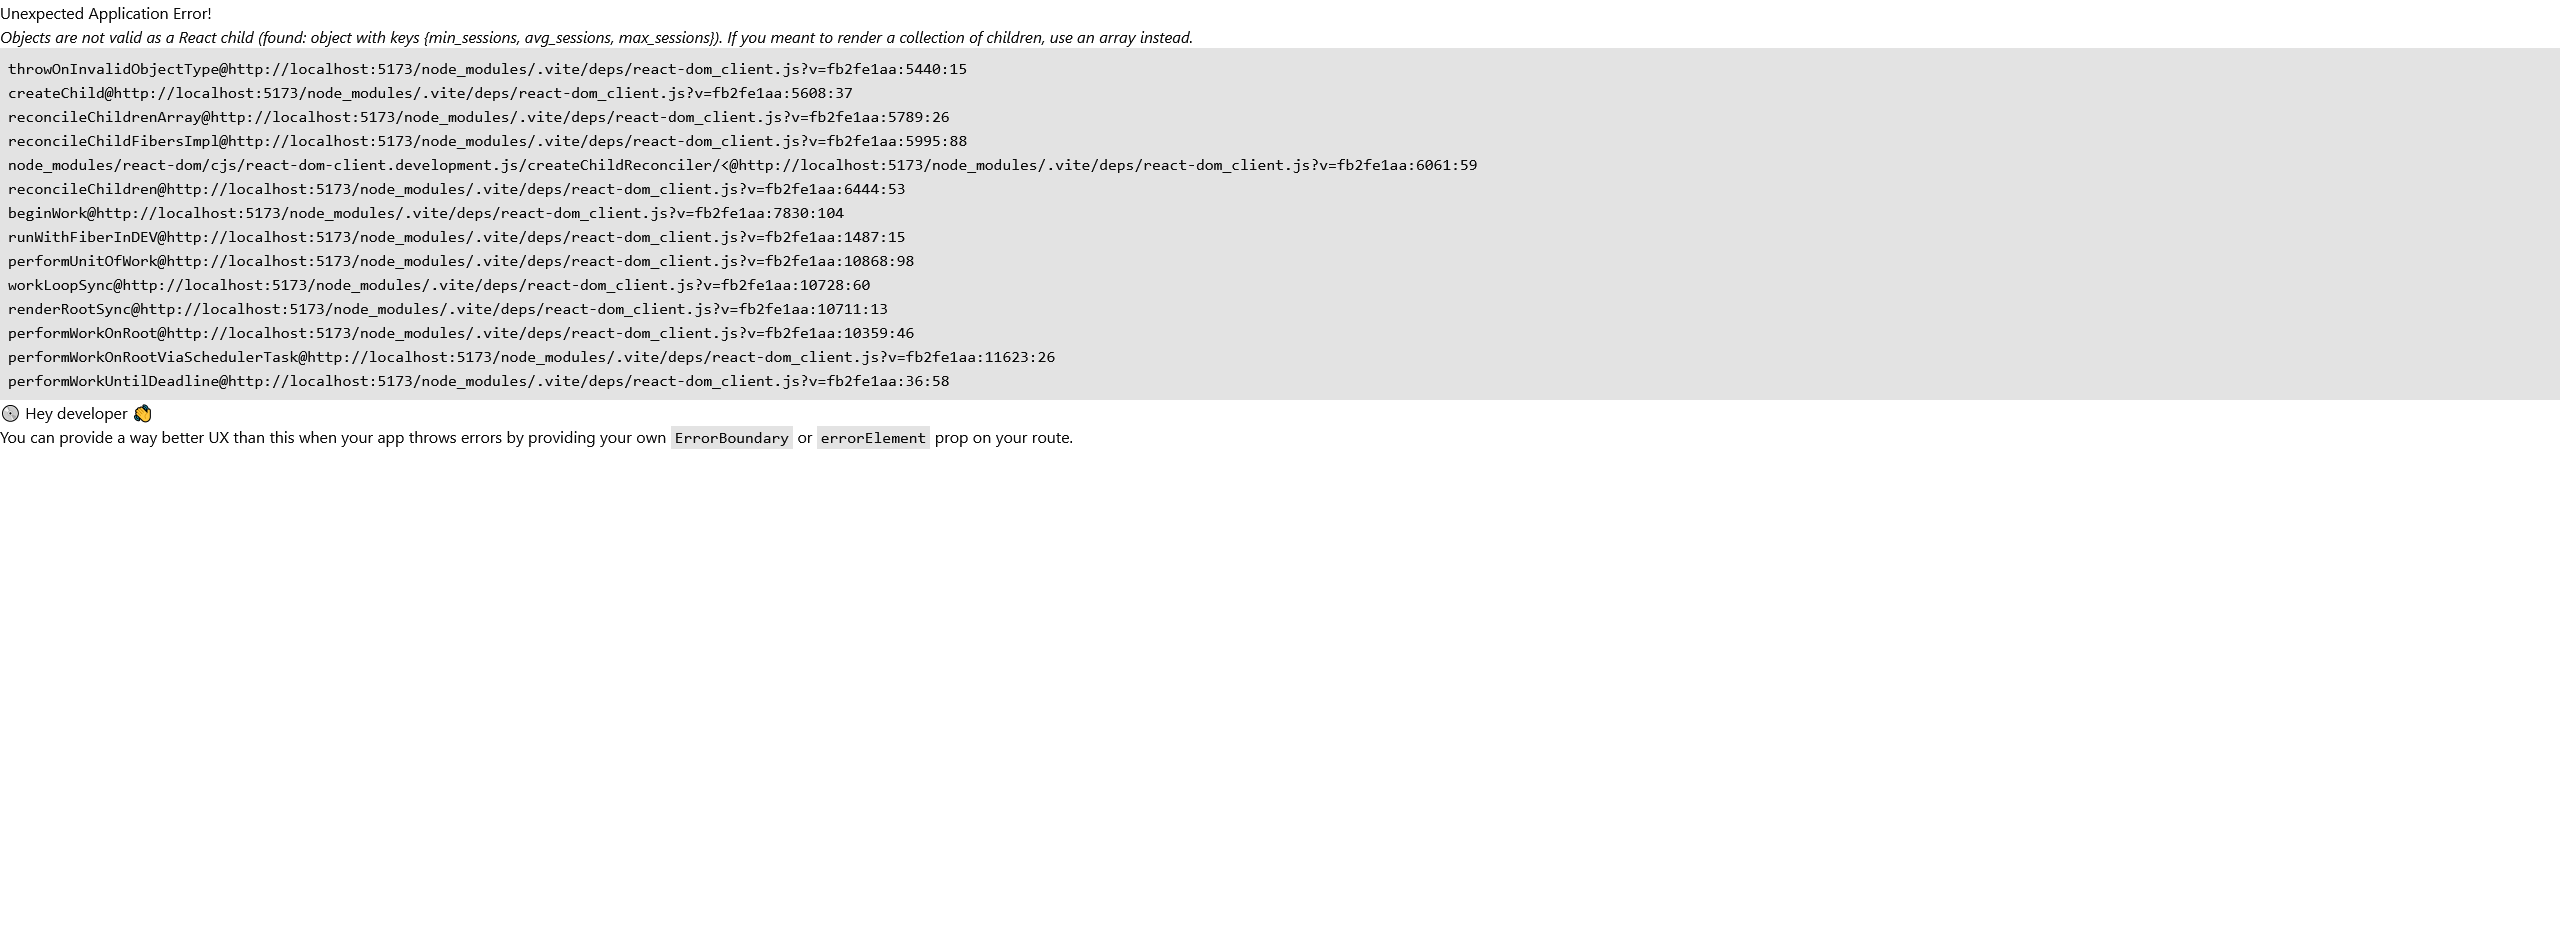 Unexpected Application Error!
Objects are not valid as a React child (found: object with keys {min_sessions, avg_sessions, max_sessions}). If you meant to render a collection of children, use an array instead.
throwOnInvalidObjectType@http://localhost:5173/node_modules/.vite/deps/react-dom_client.js?v=fb2fe1aa:5440:15
createChild@http://localhost:5173/node_modules/.vite/deps/react-dom_client.js?v=fb2fe1aa:5608:37
reconcileChildrenArray@http://localhost:5173/node_modules/.vite/deps/react-dom_client.js?v=fb2fe1aa:5789:26
reconcileChildFibersImpl@http://localhost:5173/node_modules/.vite/deps/react-dom_client.js?v=fb2fe1aa:5995:88
node_modules/react-dom/cjs/react-dom-client.development.js/createChildReconciler/<@http://localhost:5173/node_modules/.vite/deps/react-dom_client.js?v=fb2fe1aa:6061:59
reconcileChildren@http://localhost:5173/node_modules/.vite/deps/react-dom_client.js?v=fb2fe1aa:6444:53
beginWork@http://localhost:5173/node_modules/.vite/deps/react-dom_client.js?v=fb2fe1aa:7830:104
runWithFiberInDEV@http://localhost:5173/node_modules/.vite/deps/react-dom_client.js?v=fb2fe1aa:1487:15
performUnitOfWork@http://localhost:5173/node_modules/.vite/deps/react-dom_client.js?v=fb2fe1aa:10868:98
workLoopSync@http://localhost:5173/node_modules/.vite/deps/react-dom_client.js?v=fb2fe1aa:10728:60
renderRootSync@http://localhost:5173/node_modules/.vite/deps/react-dom_client.js?v=fb2fe1aa:10711:13
performWorkOnRoot@http://localhost:5173/node_modules/.vite/deps/react-dom_client.js?v=fb2fe1aa:10359:46
performWorkOnRootViaSchedulerTask@http://localhost:5173/node_modules/.vite/deps/react-dom_client.js?v=fb2fe1aa:11623:26
performWorkUntilDeadline@http://localhost:5173/node_modules/.vite/deps/react-dom_client.js?v=fb2fe1aa:36:58
💿 Hey developer 👋
You can provide a way better UX than this when your app throws errors by providing your own ErrorBoundary or errorElement prop on your route.